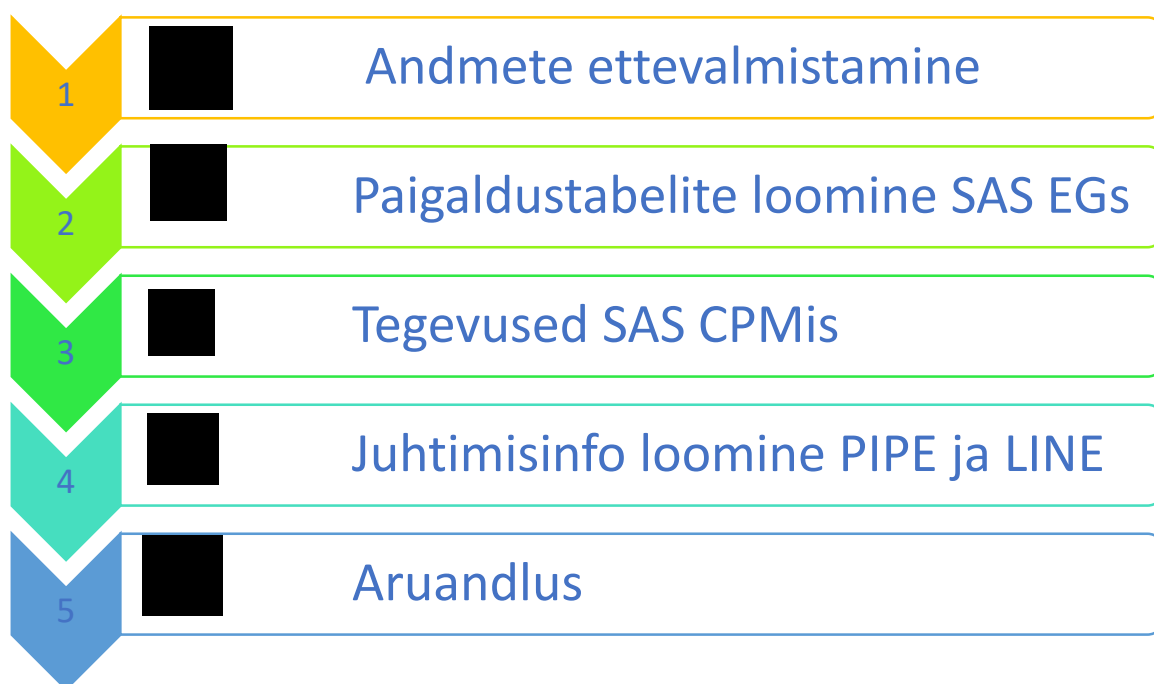 1
Andmete ettevalmistamine
2
Paigaldustabelite loomine SAS EGs
3
Tegevused SAS CPMis
4
Juhtimisinfo loomine PIPE ja LINE
5
Aruandlus